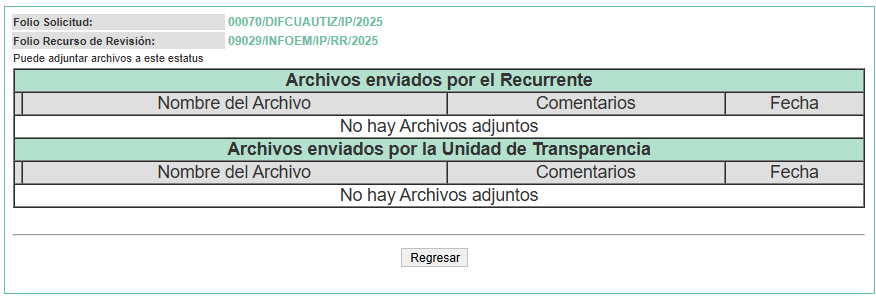 Folio Solicitud: 00070/DIFCUAUTIZ/IP/2025
Folio Recurso de Revisión: 09029/INFOEM/IP/RR/2025
Puede adjuntar archivos a este estatus
Archivos enviados por el Recurrente
Nombre del Archivo Comentarios Fecha
No hay Archivos adjuntos
Archivos enviados por la Unidad de Transparencia
Nombre del Archivo Comentarios Fecha
No hay Archivos adjuntos
Regresar